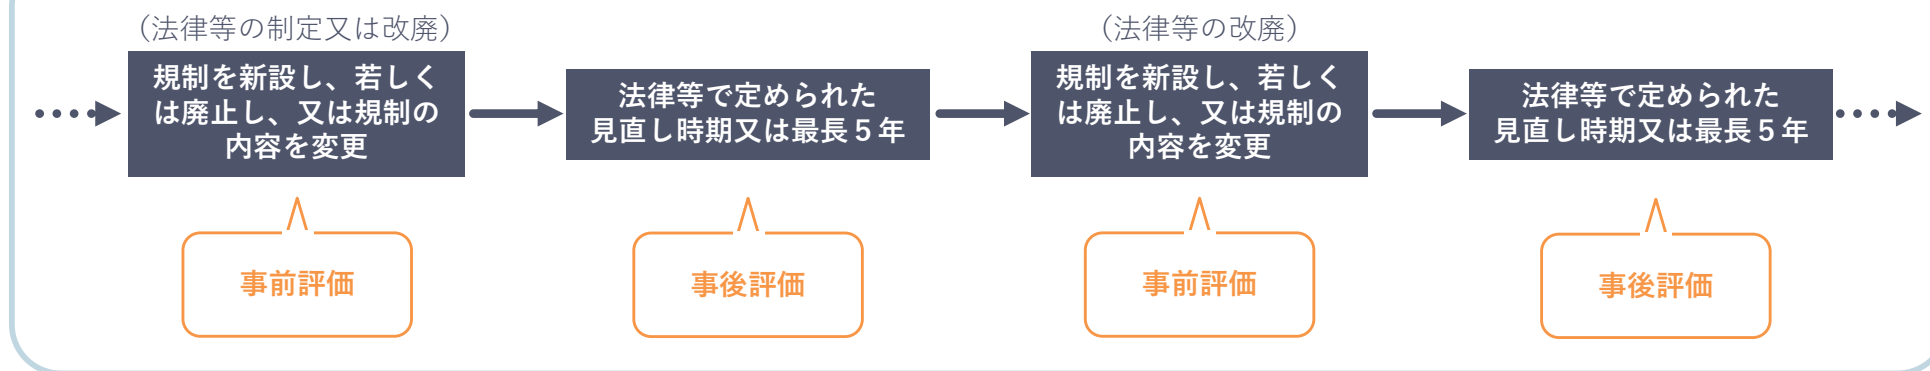 （法律等の制定又は改廃）
規制を新設し、若しく
は廃止し、又は規制の
内容を変更
法律等で定められた
見直し時期又は最長５年
（法律等の改廃）
規制を新設し、若しく
は廃止し、又は規制の
内容を変更
法律等で定められた
見直し時期又は最長５年
事前評価
事後評価
事前評価
事後評価